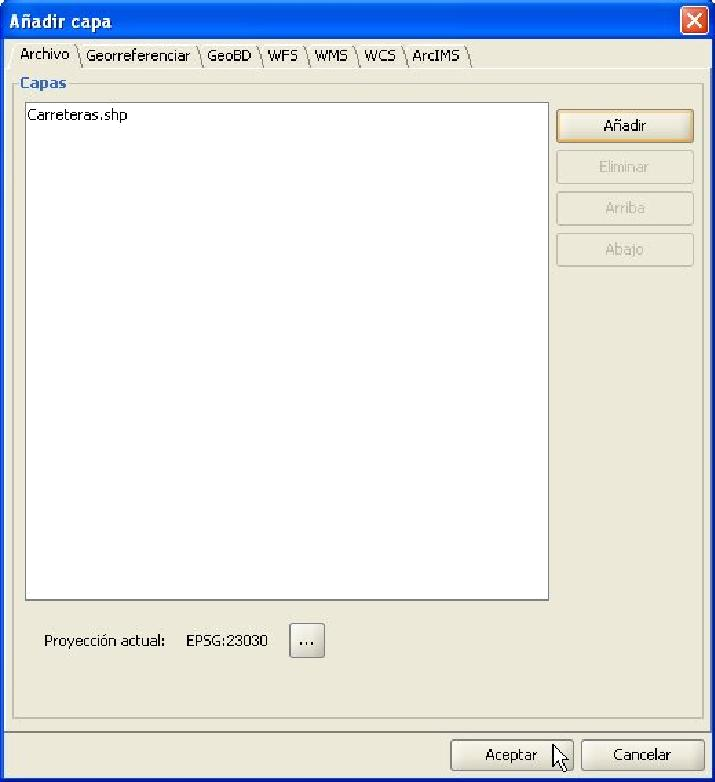 Añadir capa
Archivo Georreferenciar GeoBD WFS WMS WCS ArcIMS
Capas
Carreteras.shp
Añadir
Eliminar
Arriba
Abajo
Proyección actual: EPSG:23030 ...
Aceptar Cancelar